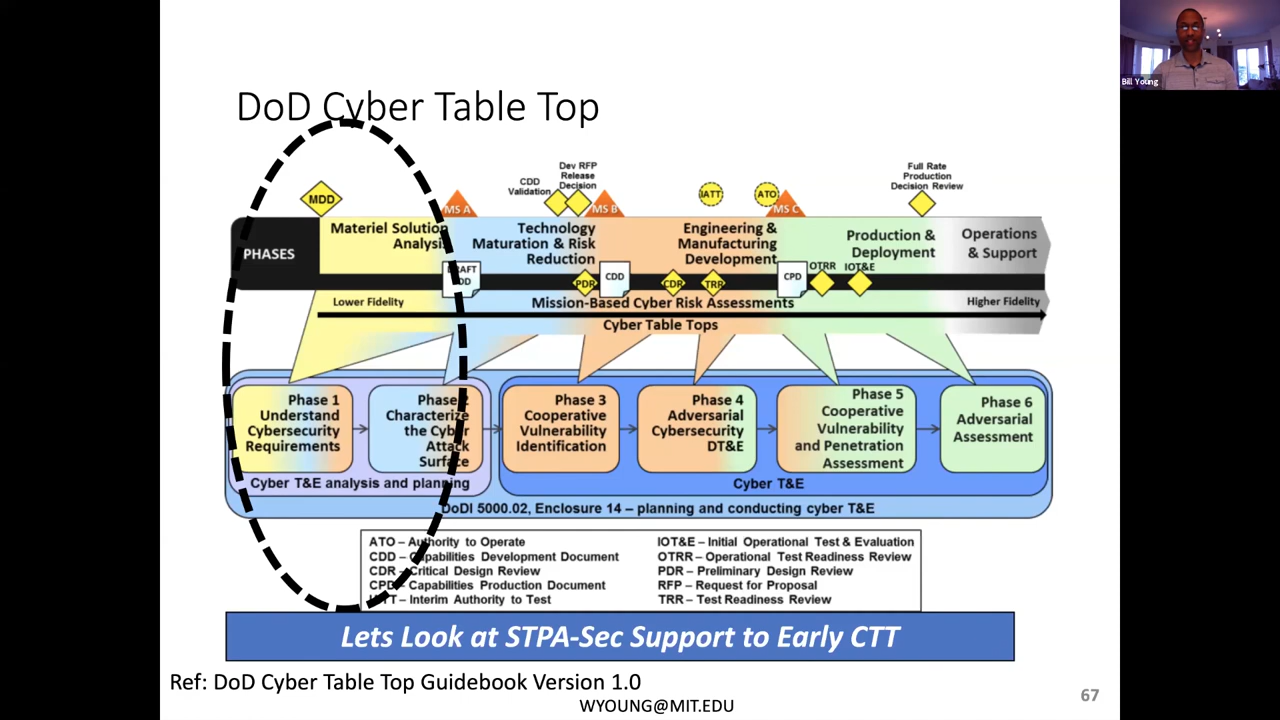 Bill Young
DoD Cyber Table Top
MDD
CDD
Validation
Dev RFP
Release
Decision
Full Rate
Production
Decision Review
MS A
MS B
IATT
ATO
MS C
PHASES
Materiel Solution
Analysis
Technology
Maturation & Risk
Reduction
Engineering &
Manufacturing
Development
Production &
Deployment
Operations
& Support
PDR
CDD
CDR
TRR
CPD
OTRR
IOT&E
Lower Fidelity
Mission-Based Cyber Risk Assessments
Higher Fidelity
Cyber Table Tops
Phase 1
Understand
Cybersecurity
Requirements
Phase 2
Characterize
the Cyber
Attack
Surface
Phase 3
Cooperative
Vulnerability
Identification
Phase 4
Adversarial
Cybersecurity
DT&E
Phase 5
Cooperative
Vulnerability
and Penetration
Assessment
Phase 6
Adversarial
Assessment
Cyber T&E analysis and planning
Cyber T&E
DoDI 5000.02, Enclosure 14 – planning and conducting cyber T&E
ATO – Authority to Operate
CDD – Capabilities Development Document
CDR – Critical Design Review
CPD – Capabilities Production Document
– Interim Authority to Test
IOT&E – Initial Operational Test & Evaluation
OTRR – Operational Test Readiness Review
PDR – Preliminary Design Review
RFP – Request for Proposal
TRR – Test Readiness Review
Lets Look at STPA-Sec Support to Early CTT
Ref: DoD Cyber Table Top Guidebook Version 1.0
WYOUNG@MIT.EDU
67